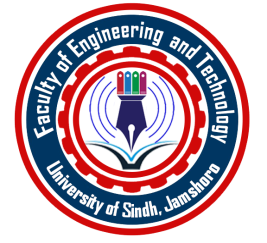 Faculty of Engineering and Technology
University of Sindh, Jamshoro